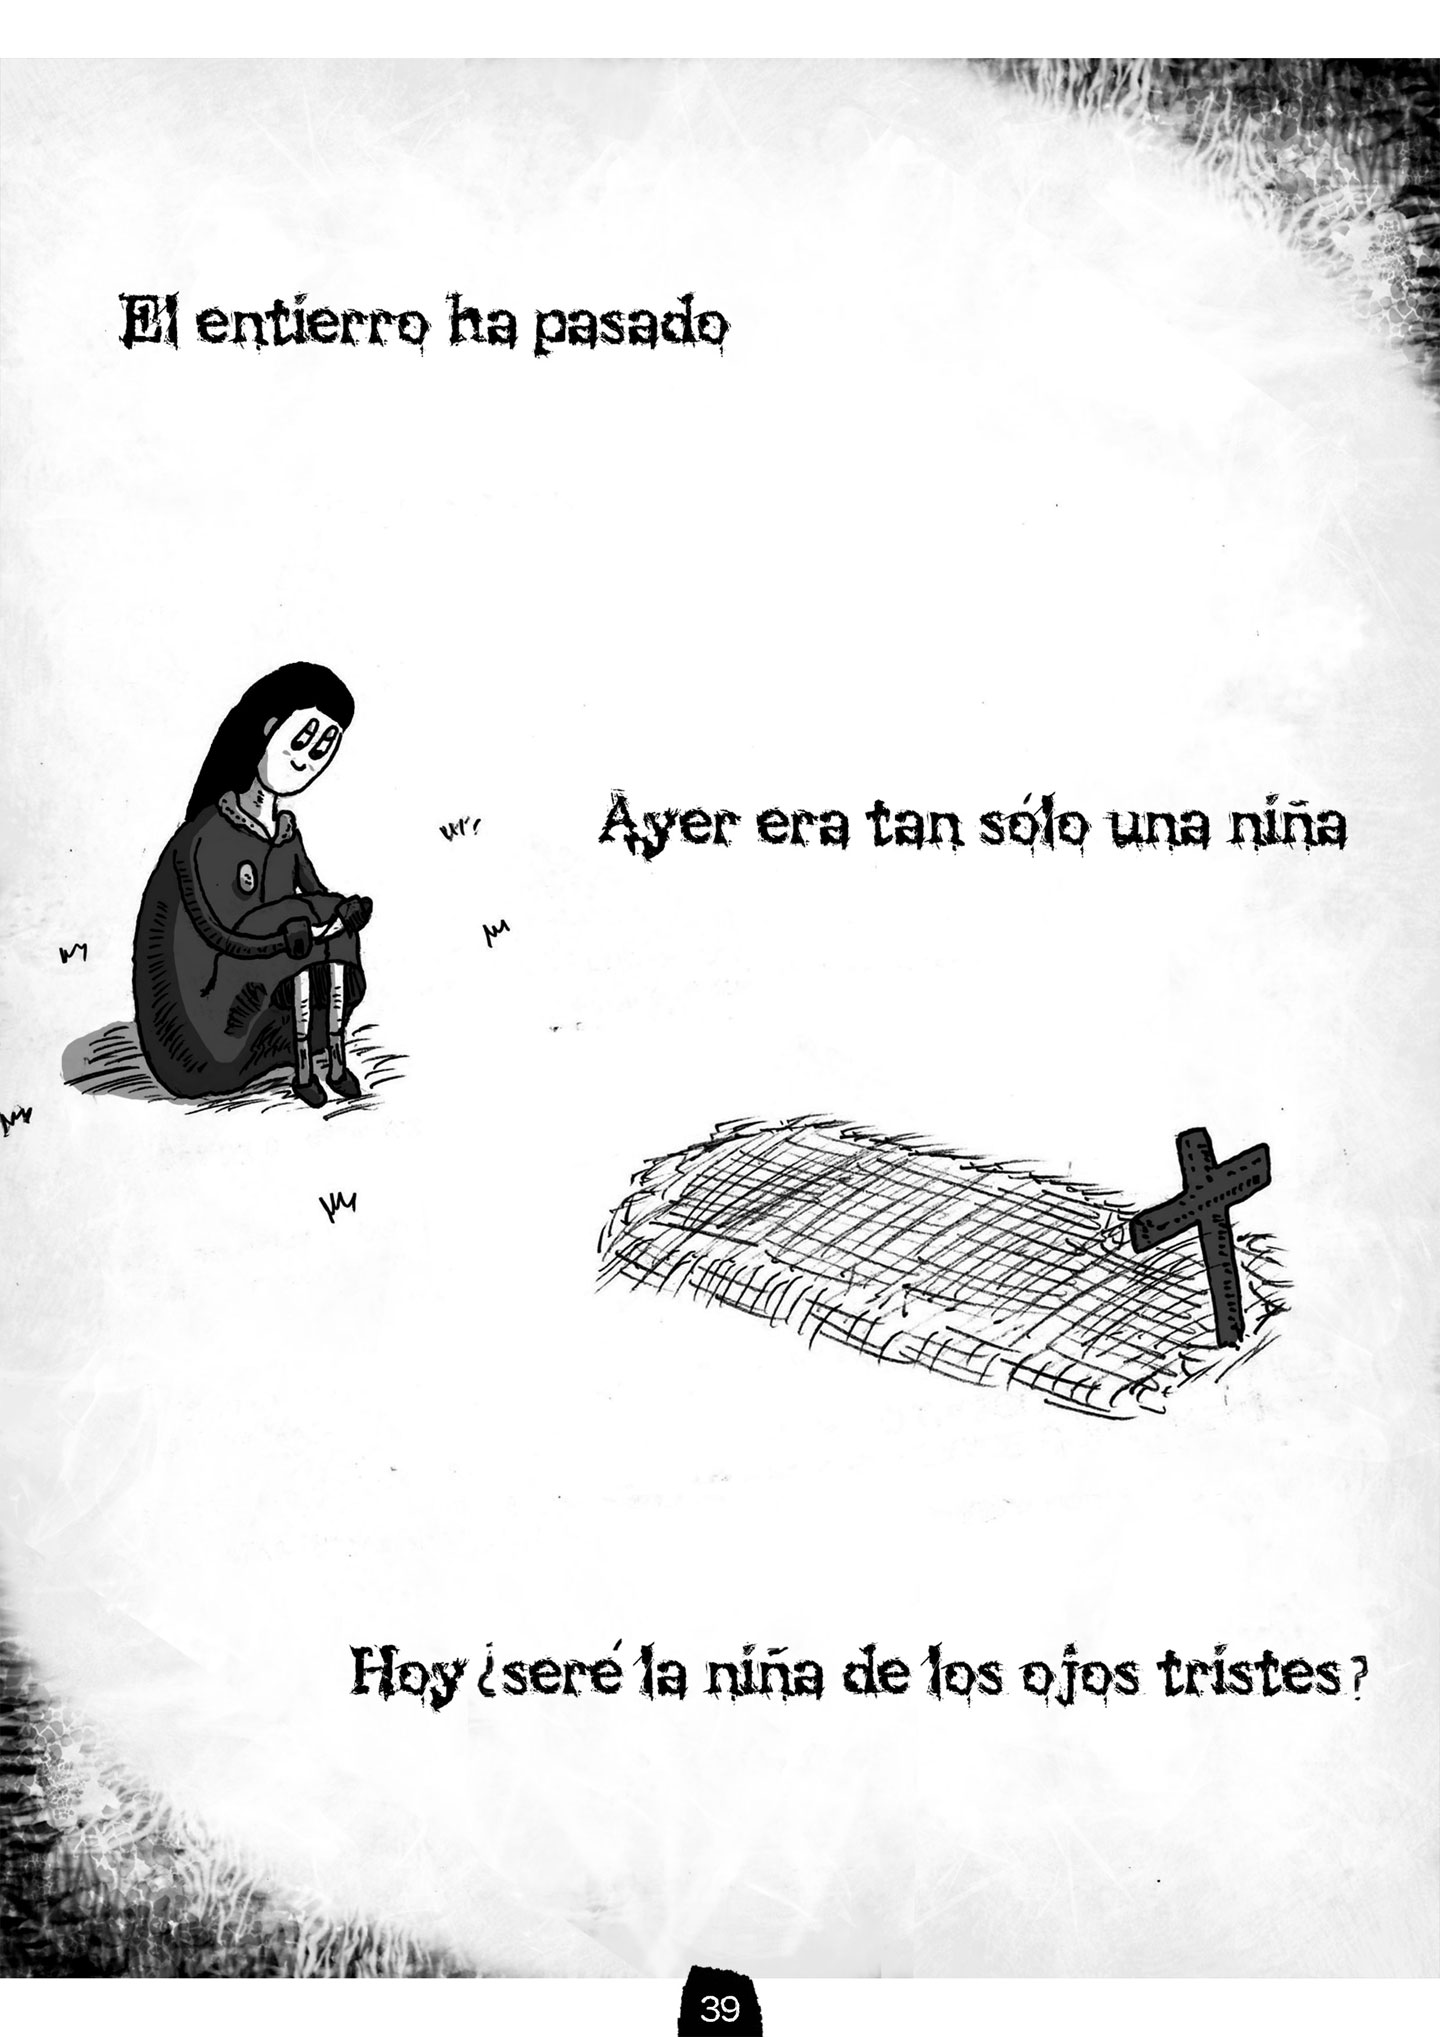 El entierro ha pasado
Ayer era tan sólo una niña
Hoy ¿seré la niña de los ojos tristes?
39